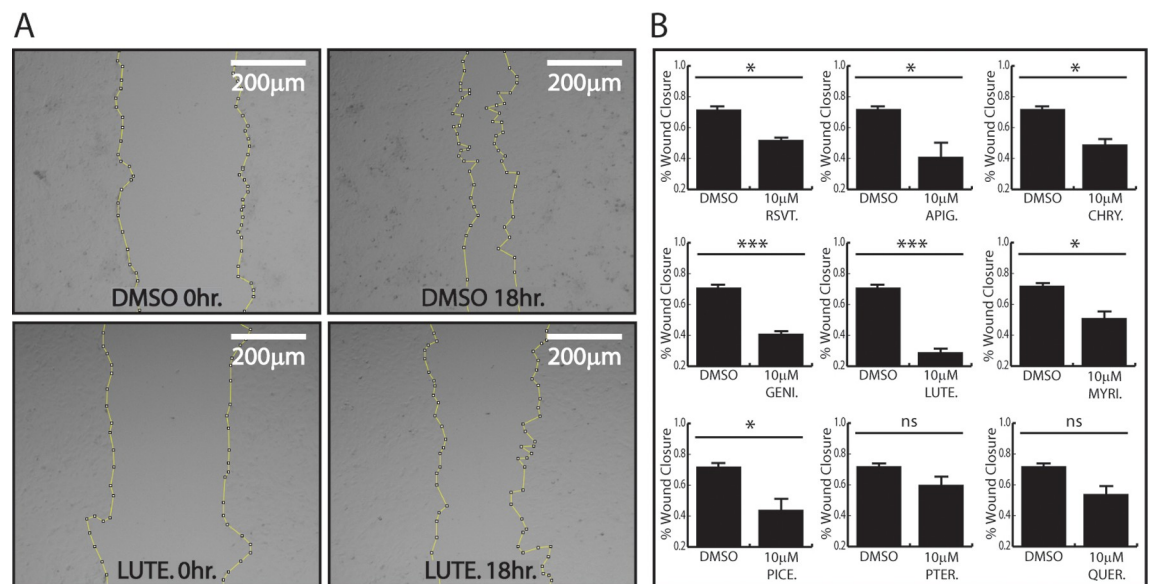 A
200µm
DMSO 0hr.
200µm
DMSO 18hr.
200µm
LUTE. 0hr.
200µm
LUTE. 18hr.
B
*
% Wound Closure
1.0
0.8
0.6
0.4
0.2
DMSO
10µM
RSVT.
*
% Wound Closure
1.0
0.8
0.6
0.4
0.2
DMSO
10µM
APIG.
*
% Wound Closure
1.0
0.8
0.6
0.4
0.2
DMSO
10µM
CHRY.
***
% Wound Closure
1.0
0.8
0.6
0.4
0.2
DMSO
10µM
GENI.
***
% Wound Closure
1.0
0.8
0.6
0.4
0.2
DMSO
10µM
LUTE.
*
% Wound Closure
1.0
0.8
0.6
0.4
0.2
DMSO
10µM
MYRI.
*
% Wound Closure
1.0
0.8
0.6
0.4
0.2
DMSO
10µM
PICE.
ns
% Wound Closure
1.0
0.8
0.6
0.4
0.2
DMSO
10µM
PTER.
ns
% Wound Closure
1.0
0.8
0.6
0.4
0.2
DMSO
10µM
QUER.